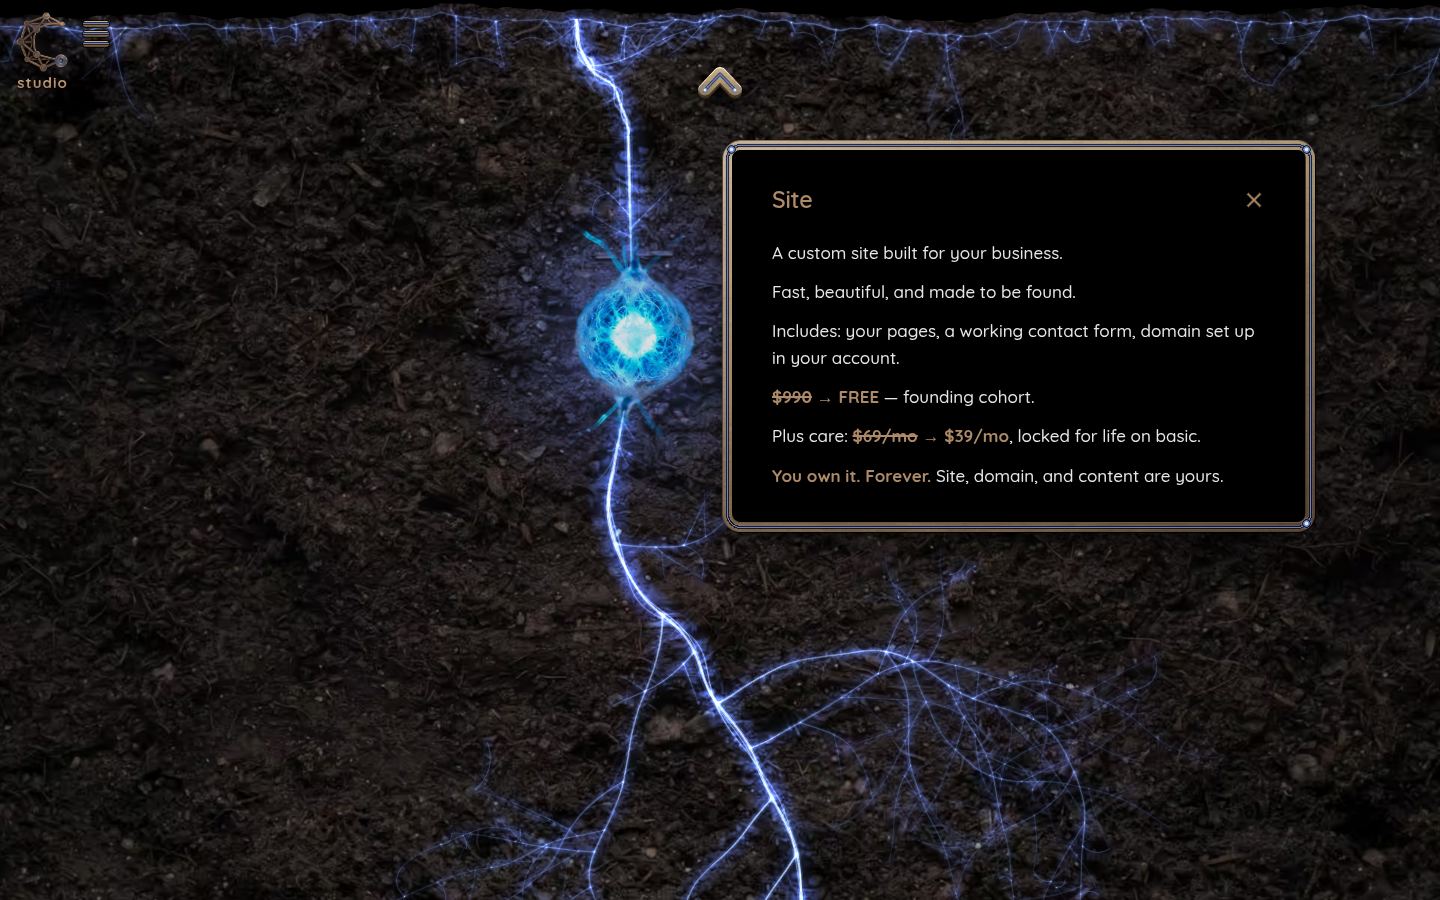 studio
Site
A custom site built for your business.
Fast, beautiful, and made to be found.
Includes: your pages, a working contact form, domain set up
in your account.
$990 → FREE — founding cohort.
Plus care: $69/mo → $39/mo, locked for life on basic.
You own it. Forever. Site, domain, and content are yours.